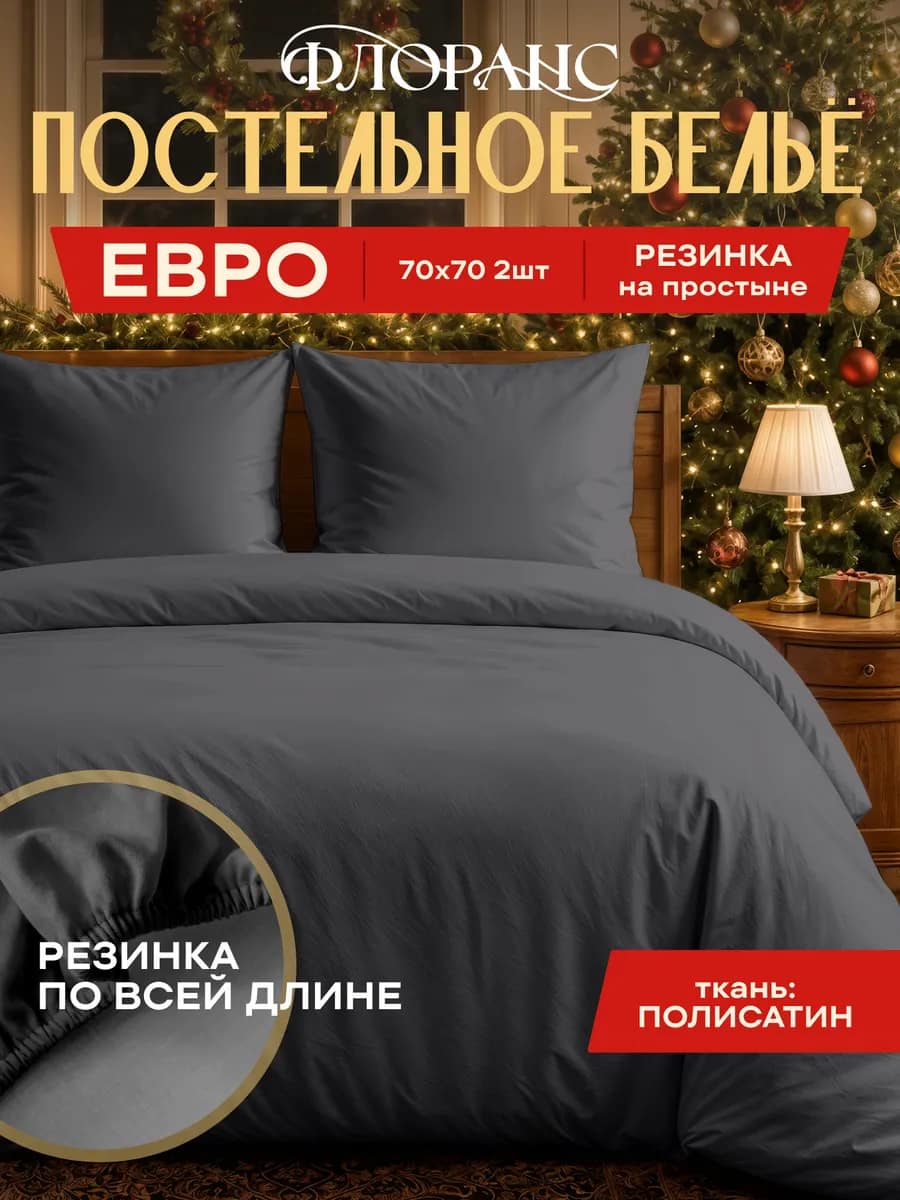 ФЛОРАНС
ПОСТЕЛЬНОЕ БЕЛЬЁ
ЕВРО
70х70 2шт
РЕЗИНКА
на простыне
РЕЗИНКА
ПО ВСЕЙ ДЛИНЕ
ткань:
ПОЛИСАТИН